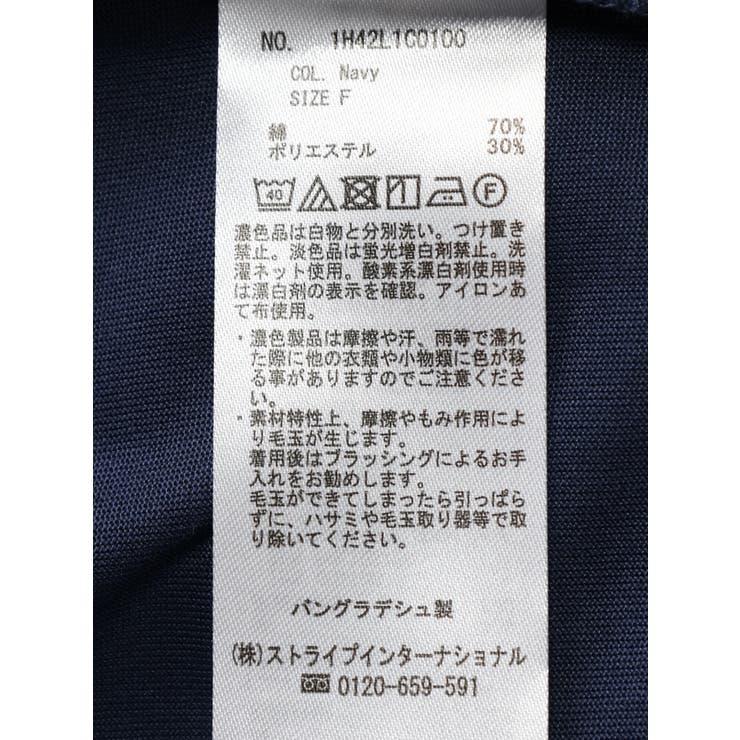 NO. 1H42L1C0100
COL. Navy
SIZE F
綿 70%
ポリエステル 30%
40 F
濃色品は白物と分別洗い。つけ置き
禁止。淡色品は蛍光増白剤禁止。洗
濯ネット使用。酸素系漂白剤使用時
は漂白剤の表示を確認。アイロンあ
て布使用。
・濃色製品は摩擦や汗、雨等で濡れ
た際に他の衣類や小物類に色が移
る事がありますのでご注意くださ
い。
・素材特性上、摩擦やもみ作用によ
り毛玉が生じます。
着用後はブラッシングによるお手
入れをお勧めします。
毛玉ができてしまったら引っぱら
ずに、ハサミや毛玉取り器等で取
り除いてください。
バングラデシュ製
(株)ストライプインターナショナル
0120-659-591